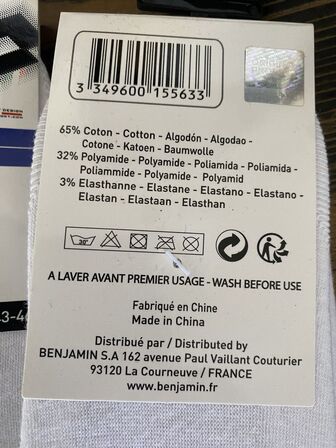 3 349600 155633
65% Coton - Cotton - Algodón - Algodao -
Cotone - Katoen - Baumwolle
32% Polyamide - Polyamide - Poliamida - Poliamida -
Poliammide - Polyamide - Polyamid
3% Elasthanne - Elastane - Elastano - Elastano -
Elastan - Elastaan - Elasthan
30°
A LAVER AVANT PREMIER USAGE - WASH BEFORE USE
Fabriqué en Chine
Made in China
Distribué par / Distributed by
BENJAMIN S.A 162 avenue Paul Vaillant Couturier
93120 La Courneuve / FRANCE
www.benjamin.fr
DESIGN